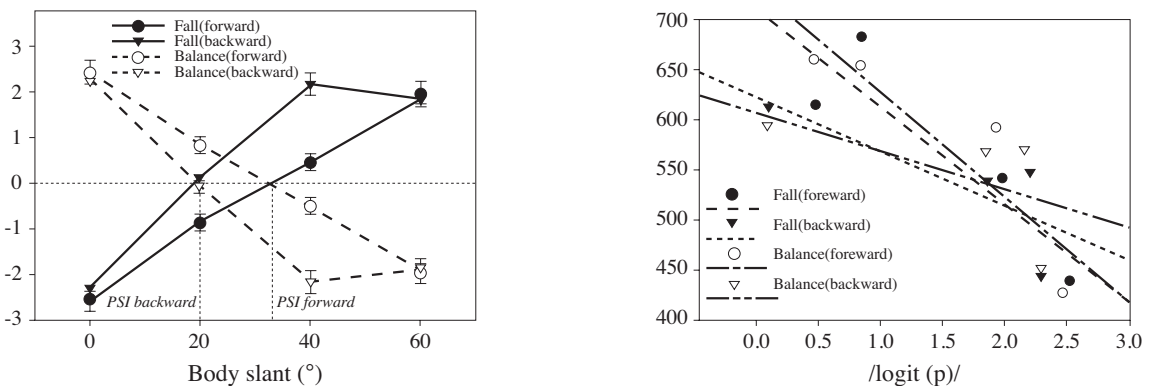 Fall(forward)
Fall(backward)
Balance(forward)
Balance(backward)
3
2
1
0
-1
-2
-3
PSI backward
PSI forward
0
20
40
60
Body slant (°)
700
650
600
550
500
450
400
Fall(foreward)
Fall(backward)
Balance(foreward)
Balance(backward)
0.0
0.5
1.0
1.5
2.0
2.5
3.0
/logit (p)/